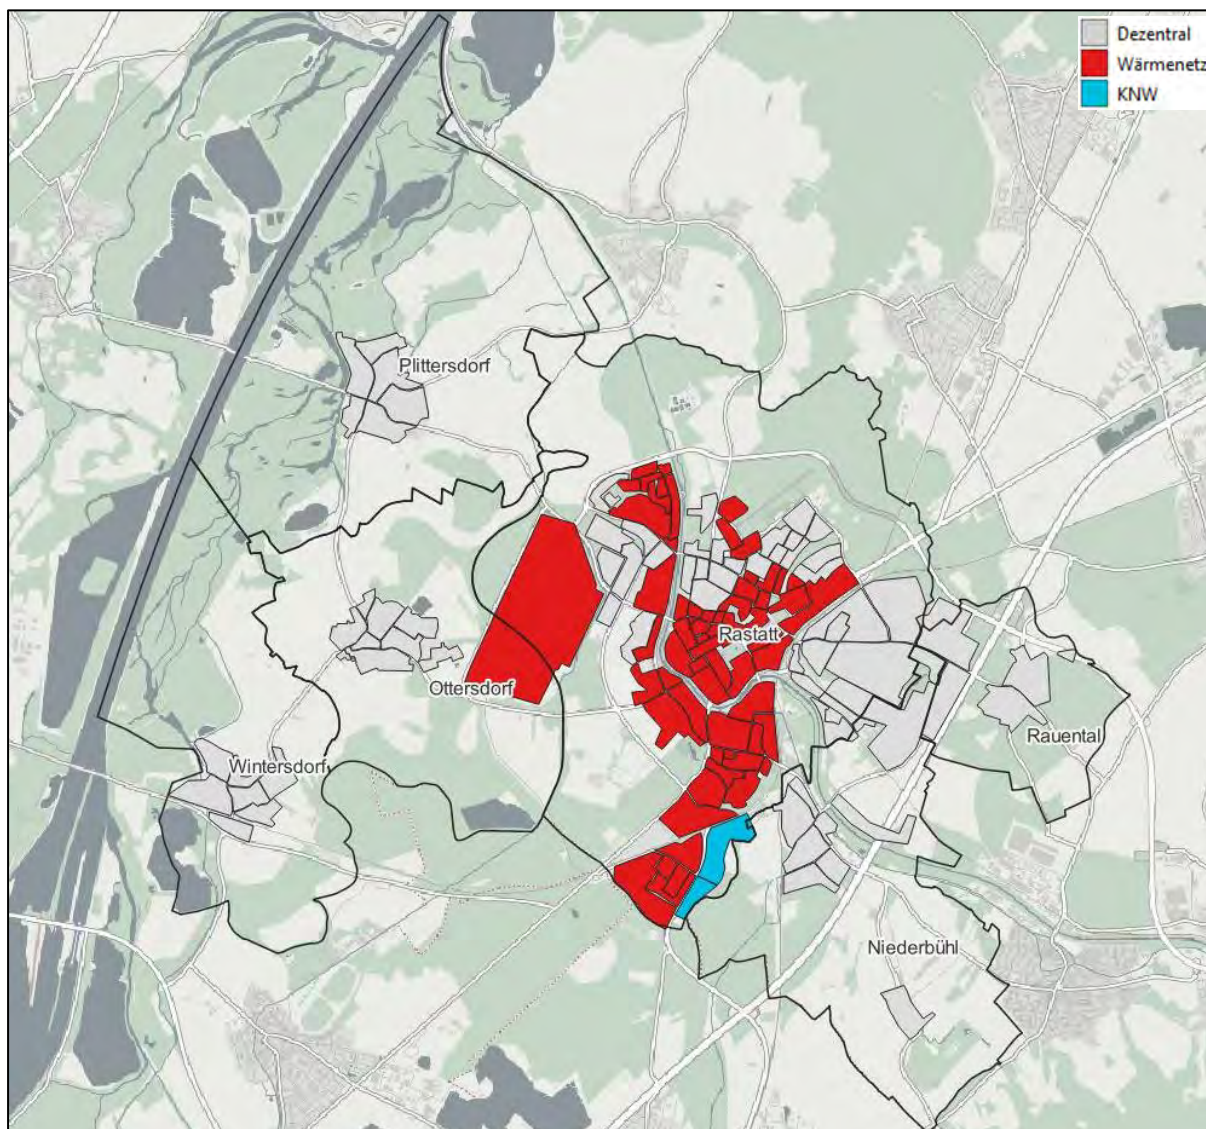 Dezentral
Wärmenetz
KNW
Plittersdorf
Rastatt
Ottersdorf
Rauental
Wintersdorf
Niederbühl